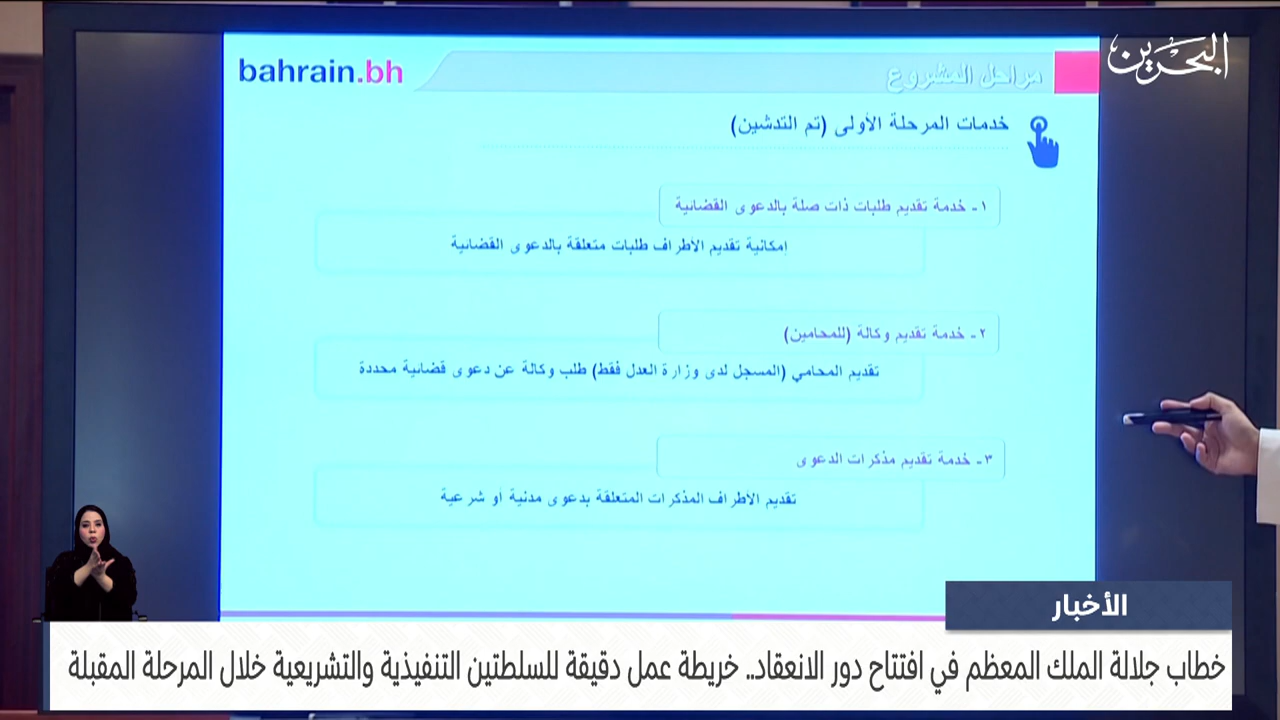 البحرين
bahrain.bh
مراحل المشروع
خدمات المرحلة الأولى (تم التدشين)
١- خدمة تقديم طلبات ذات صلة بالدعوى القضائية
إمكانية تقديم الأطراف طلبات متعلقة بالدعوى القضائية
٢- خدمة تقديم وكالة (للمحامين)
تقديم المحامي (المسجل لدى وزارة العدل فقط) طلب وكالة عن دعوى قضائية محددة
٣- خدمة تقديم مذكرات الدعوى
تقديم الأطراف المذكرات المتعلقة بدعوى مدنية أو شرعية
الأخبار
خطاب جلالة الملك المعظم في افتتاح دور الانعقاد.. خريطة عمل دقيقة للسلطتين التنفيذية والتشريعية خلال المرحلة المقبلة